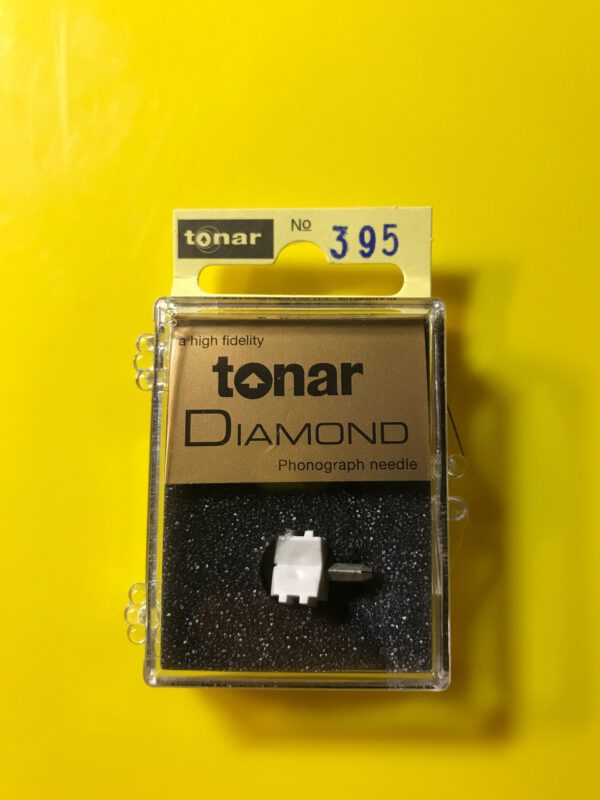 tonar No 395
a high fidelity
tonar
DIAMOND
Phonograph needle